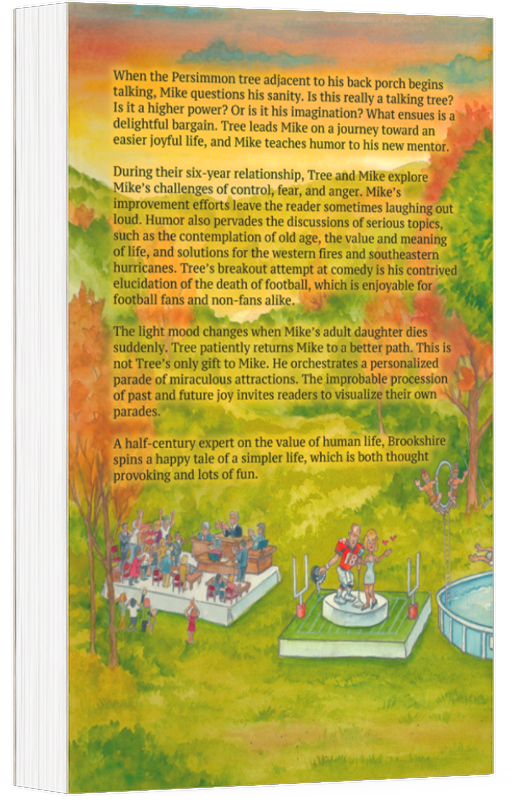 When the Persimmon tree adjacent to his back porch begins
talking, Mike questions his sanity. Is this really a talking tree?
Is it a higher power? Or is it his imagination? What ensues is a
delightful bargain. Tree leads Mike on a journey toward an
easier joyful life, and Mike teaches humor to his new mentor.
During their six-year relationship, Tree and Mike explore
Mike's challenges of control, fear, and anger. Mike's
improvement efforts leave the reader sometimes laughing out
loud. Humor also pervades the discussions of serious topics,
such as the contemplation of old age, the value and meaning
of life, and solutions for the western fires and southeastern
hurricanes. Tree's breakout attempt at comedy is his contrived
elucidation of the death of football, which is enjoyable for
football fans and non-fans alike.
The light mood changes when Mike's adult daughter dies
suddenly. Tree patiently returns Mike to a better path. This is
not Tree's only gift to Mike. He orchestrates a personalized
parade of miraculous attractions. The improbable procession
of past and future joy invites readers to visualize their own
parades.
A half-century expert on the value of human life, Brookshire
spins a happy tale of a simpler life, which is both thought
provoking and lots of fun.
18